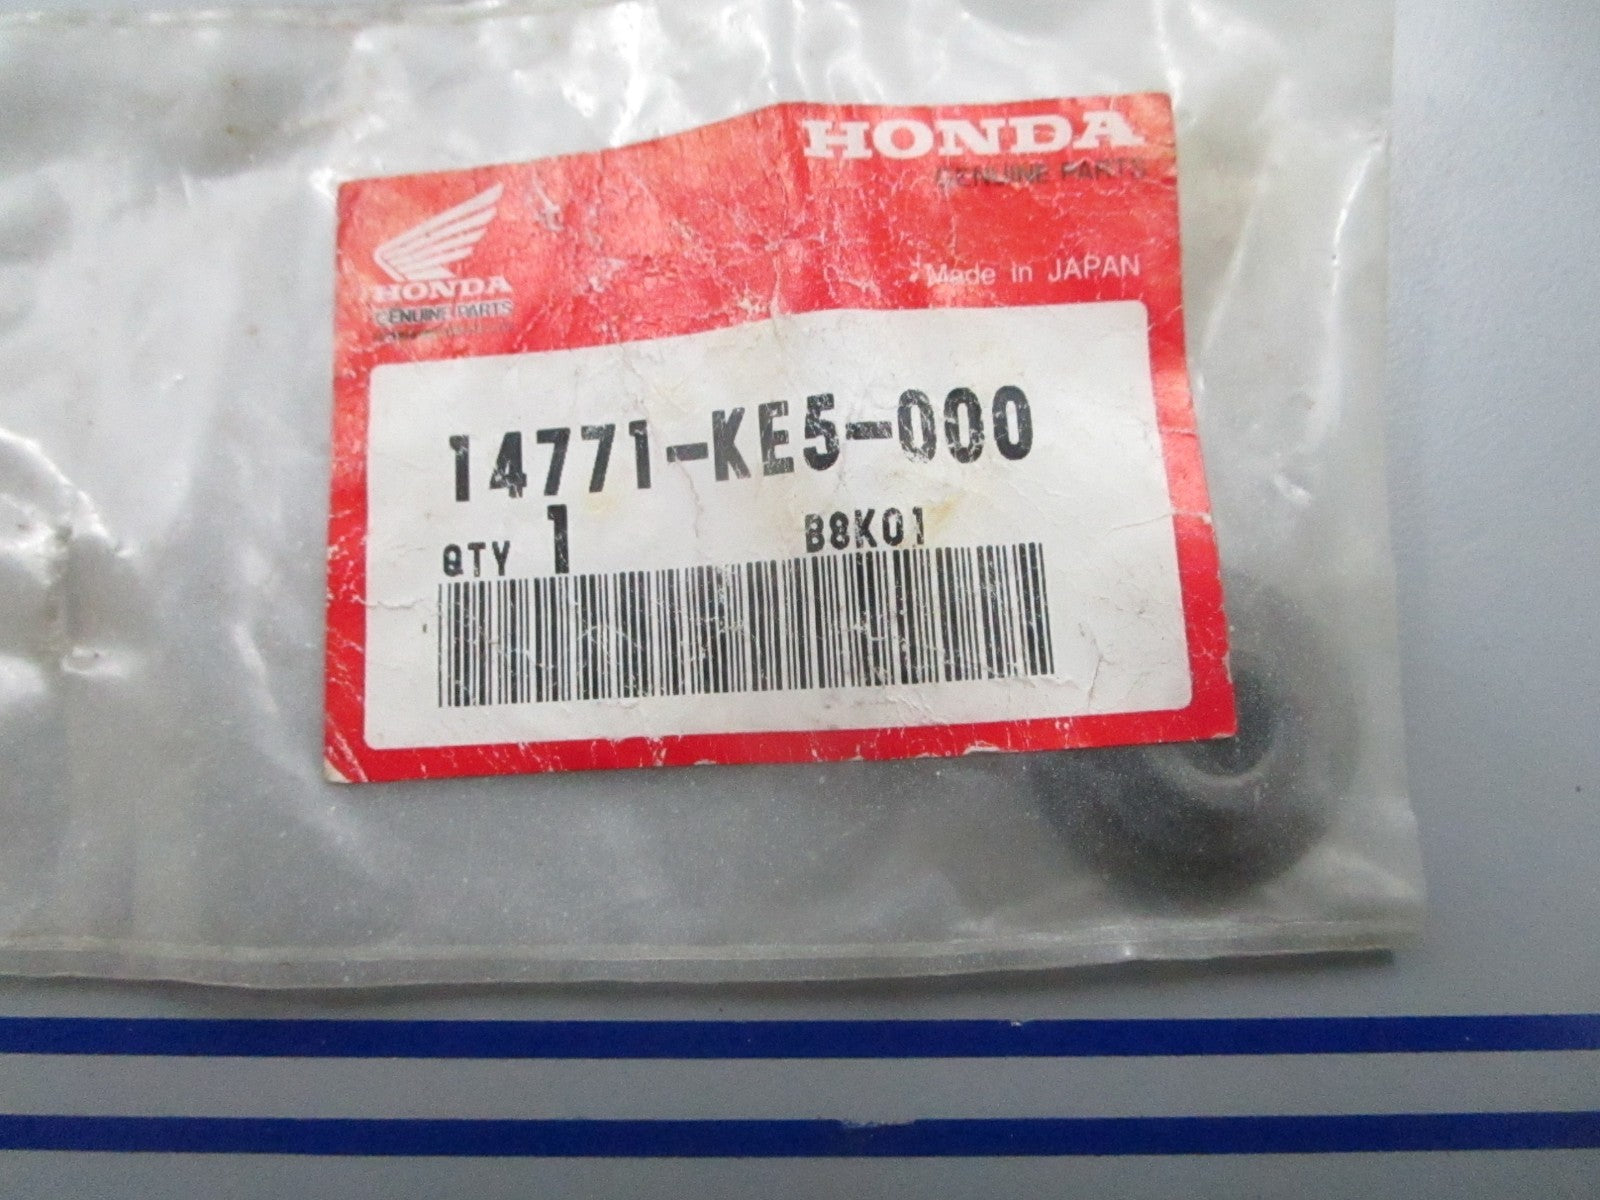 HONDA
GENUINE PARTS
HONDA
GENUINE PARTS
Made in JAPAN
14771-KE5-000
QTY 1 B8K01